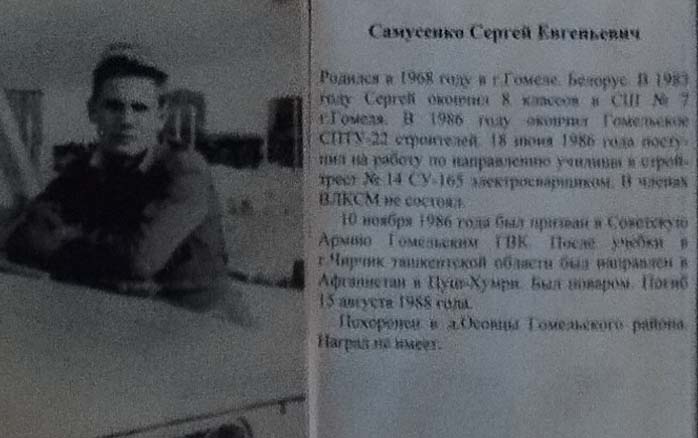 Самусенко Сергей Евгеньевич
Родился в 1968 году в г.Гомеле. Белорус. В 1983
году Сергей окончил 8 классов в СШ № 7
г.Гомеля. В 1986 году окончил Гомельское
СПТУ-22 строителей. 18 июня 1986 года посту-
пил на работу по направлению училища в строй-
трест № 14 СУ-165 электросварщиком. В членах
ВЛКСМ не состоял.
10 ноября 1986 года был призван в Советскую
Армию Гомельским ГВК. После учебки в
г.Чирчик ташкентской области был направлен в
Афганистан в Пули-Хумри. Был поваром. Погиб
15 августа 1988 года.
Похоронен в д.Осовцы Гомельского района.
Наград не имеет.